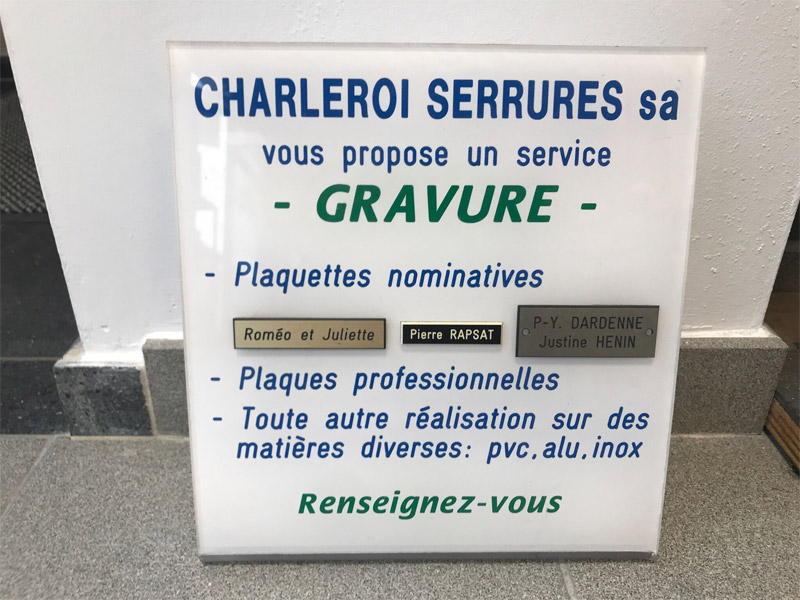 CHARLEROI SERRURES sa
vous propose un service
- GRAVURE -
- Plaquettes nominatives
Roméo et Juliette
Pierre RAPSAT
P-Y. DARDENNE
Justine HENIN
- Plaques professionnelles
- Toute autre réalisation sur des
matières diverses: pvc,alu,inox
Renseignez-vous